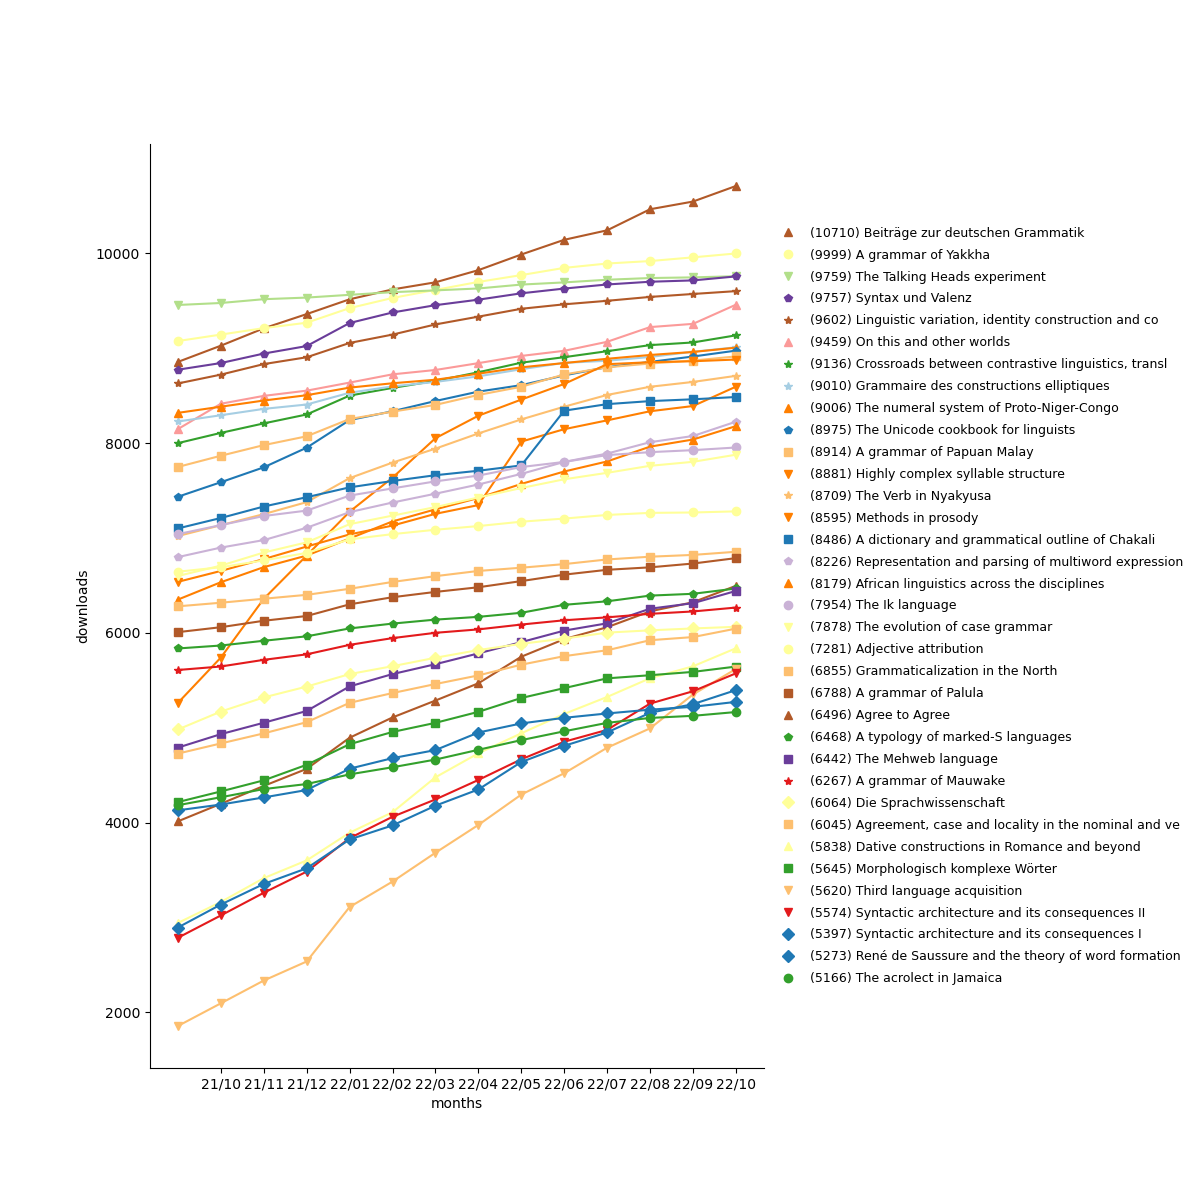 10000
8000
6000
4000
2000
downloads
21/10 21/11 21/12 22/01 22/02 22/03 22/04 22/05 22/06 22/07 22/08 22/09 22/10
months
(10710) Beiträge zur deutschen Grammatik
(9999) A grammar of Yakkha
(9759) The Talking Heads experiment
(9757) Syntax und Valenz
(9602) Linguistic variation, identity construction and co
(9459) On this and other worlds
(9136) Crossroads between contrastive linguistics, transl
(9010) Grammaire des constructions elliptiques
(9006) The numeral system of Proto-Niger-Congo
(8975) The Unicode cookbook for linguists
(8914) A grammar of Papuan Malay
(8881) Highly complex syllable structure
(8709) The Verb in Nyakyusa
(8595) Methods in prosody
(8486) A dictionary and grammatical outline of Chakali
(8226) Representation and parsing of multiword expression
(8179) African linguistics across the disciplines
(7954) The Ik language
(7878) The evolution of case grammar
(7281) Adjective attribution
(6855) Grammaticalization in the North
(6788) A grammar of Palula
(6496) Agree to Agree
(6468) A typology of marked-S languages
(6442) The Mehweb language
(6267) A grammar of Mauwake
(6064) Die Sprachwissenschaft
(6045) Agreement, case and locality in the nominal and ve
(5838) Dative constructions in Romance and beyond
(5645) Morphologisch komplexe Wörter
(5620) Third language acquisition
(5574) Syntactic architecture and its consequences II
(5397) Syntactic architecture and its consequences I
(5273) René de Saussure and the theory of word formation
(5166) The acrolect in Jamaica